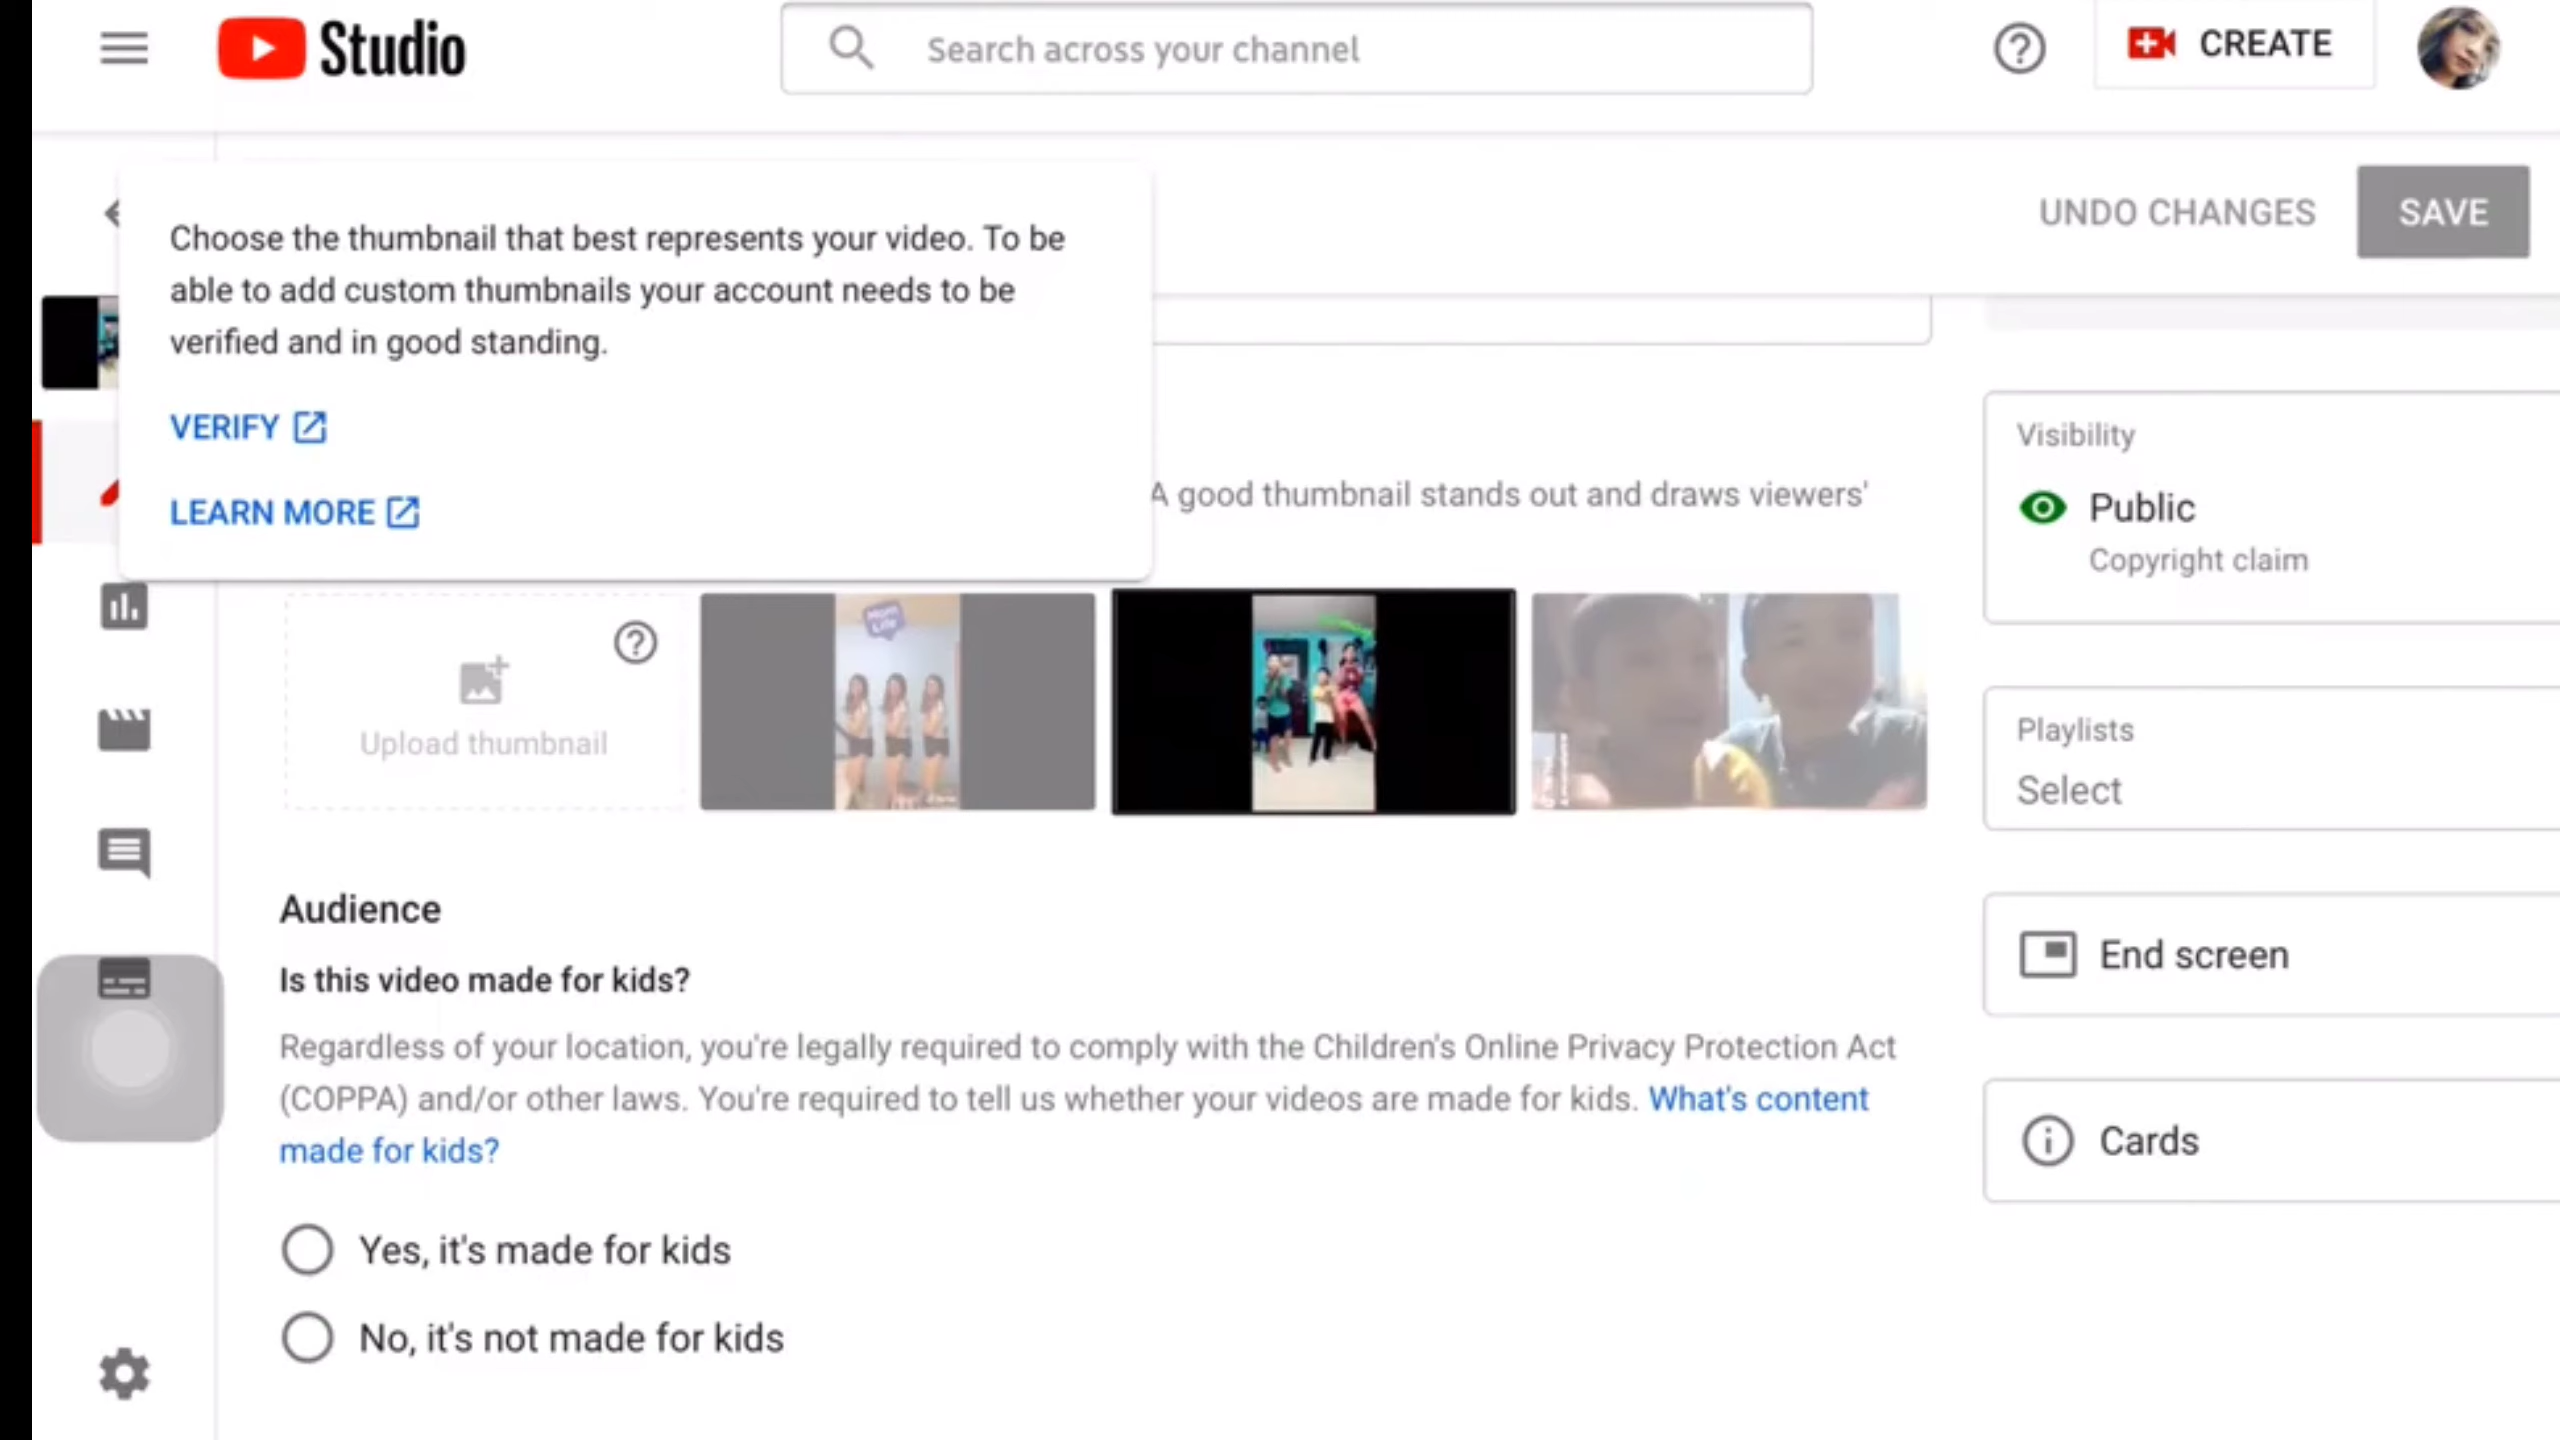 Studio
Search across your channel
CREATE
Choose the thumbnail that best represents your video. To be
able to add custom thumbnails your account needs to be
verified and in good standing.
VERIFY
LEARN MORE
UNDO CHANGES
SAVE
A good thumbnail stands out and draws viewers'
Upload thumbnail
Mom
Life
Audience
Is this video made for kids?
Regardless of your location, you're legally required to comply with the Children's Online Privacy Protection Act
(COPPA) and/or other laws. You're required to tell us whether your videos are made for kids. What's content
made for kids?
Yes, it's made for kids
No, it's not made for kids
Visibility
Public
Copyright claim
Playlists
Select
End screen
Cards